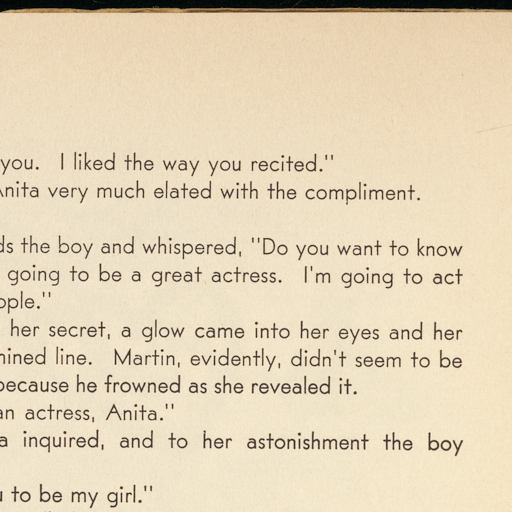 you. I liked the way you recited."
Anita very much elated with the compliment.
the boy and whispered, "Do you want to know
going to be a great actress. I'm going to act
her secret, a glow came into her eyes and her
line. Martin, evidently, didn't seem to be
because he frowned as she revealed it.
an actress, Anita."
inquired, and to her astonishment the boy
to be my girl."